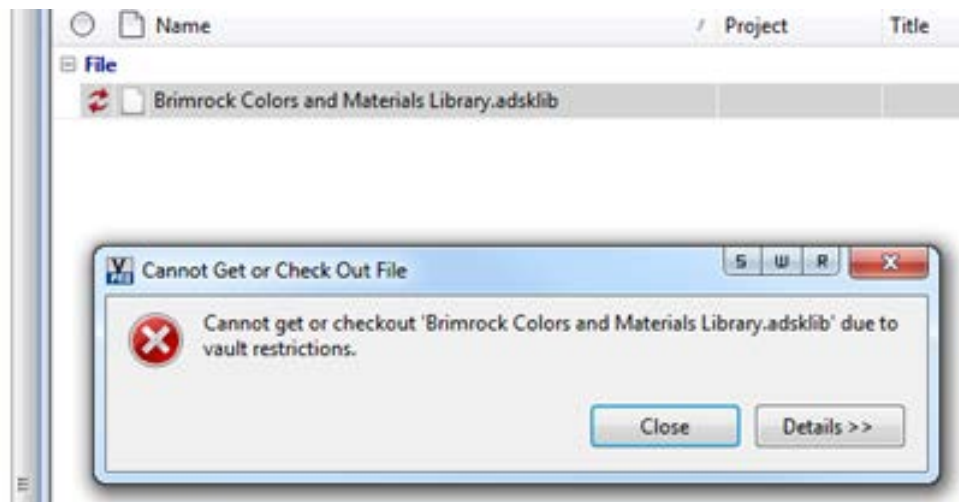 Name / Project Title
File
Brimrock Colors and Materials Library.adsklib
Cannot Get or Check Out File
S W R
Cannot get or checkout 'Brimrock Colors and Materials Library.adsklib' due to
vault restrictions.
Close Details >>